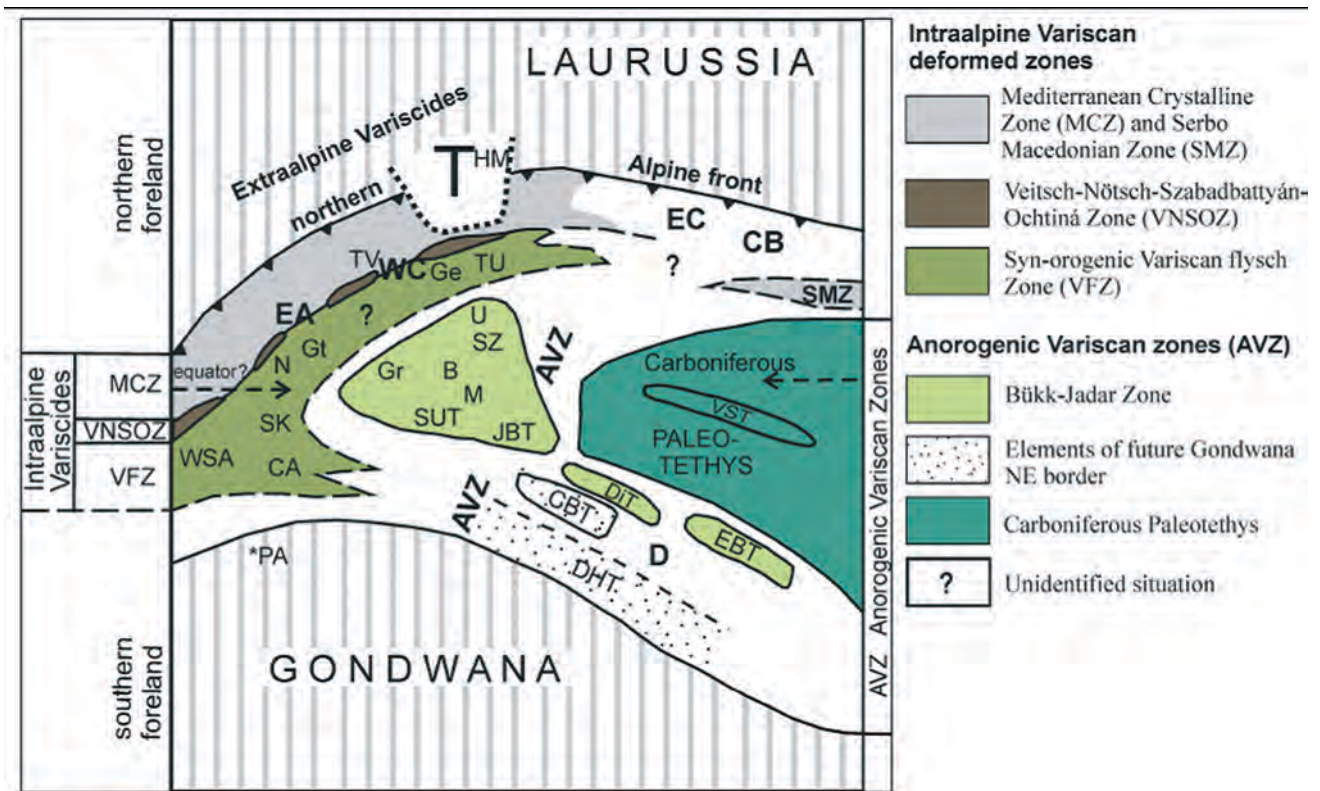 LAURUSSIA
northern
foreland
Extraalpine Variscides
T
HM
northern
Alpine front
EC
CB
?
TV
WC
Ge
TU
SMZ
EA
?
Gt
N
U
SZ
AVZ
Gr
B
M
SUT
JBT
Carboniferous
VST
PALEO-
TETHYS
equator?
Intraalpine
Variscides
MCZ
VNSOZ
VFZ
SK
WSA
CA
AVZ
CBT
DiT
D
EBT
DHT
*PA
GONDWANA
southern
foreland
AVZ Anorogenic Variscan Zones
Intraalpine Variscan
deformed zones
Mediterranean Crystalline
Zone (MCZ) and Serbo
Macedonian Zone (SMZ)
Veitsch-Nötsch-Szabadbattyán-
Ochtiná Zone (VNSOZ)
Syn-orogenic Variscan flysch
Zone (VFZ)
Anorogenic Variscan zones (AVZ)
Bükk-Jadar Zone
Elements of future Gondwana
NE border
Carboniferous Paleotethys
?
Unidentified situation